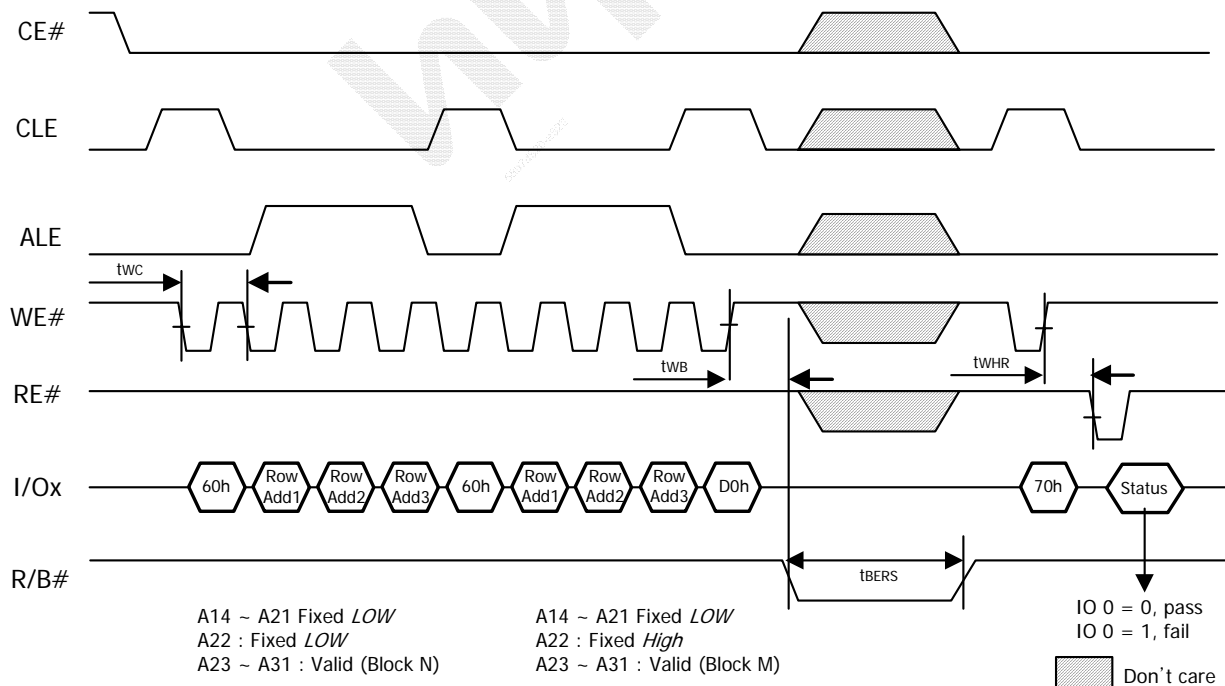 CE#
CLE
ALE
tWC
WE#
tWB
tWHR
RE#
I/Ox
60h
Row Add1
Row Add2
Row Add3
60h
Row Add1
Row Add2
Row Add3
D0h
70h
Status
R/B#
tBERS
A14 ~ A21 Fixed LOW
A22 : Fixed LOW
A23 ~ A31 : Valid (Block N)
A14 ~ A21 Fixed LOW
A22 : Fixed High
A23 ~ A31 : Valid (Block M)
IO 0 = 0, pass
IO 0 = 1, fail
Don't care